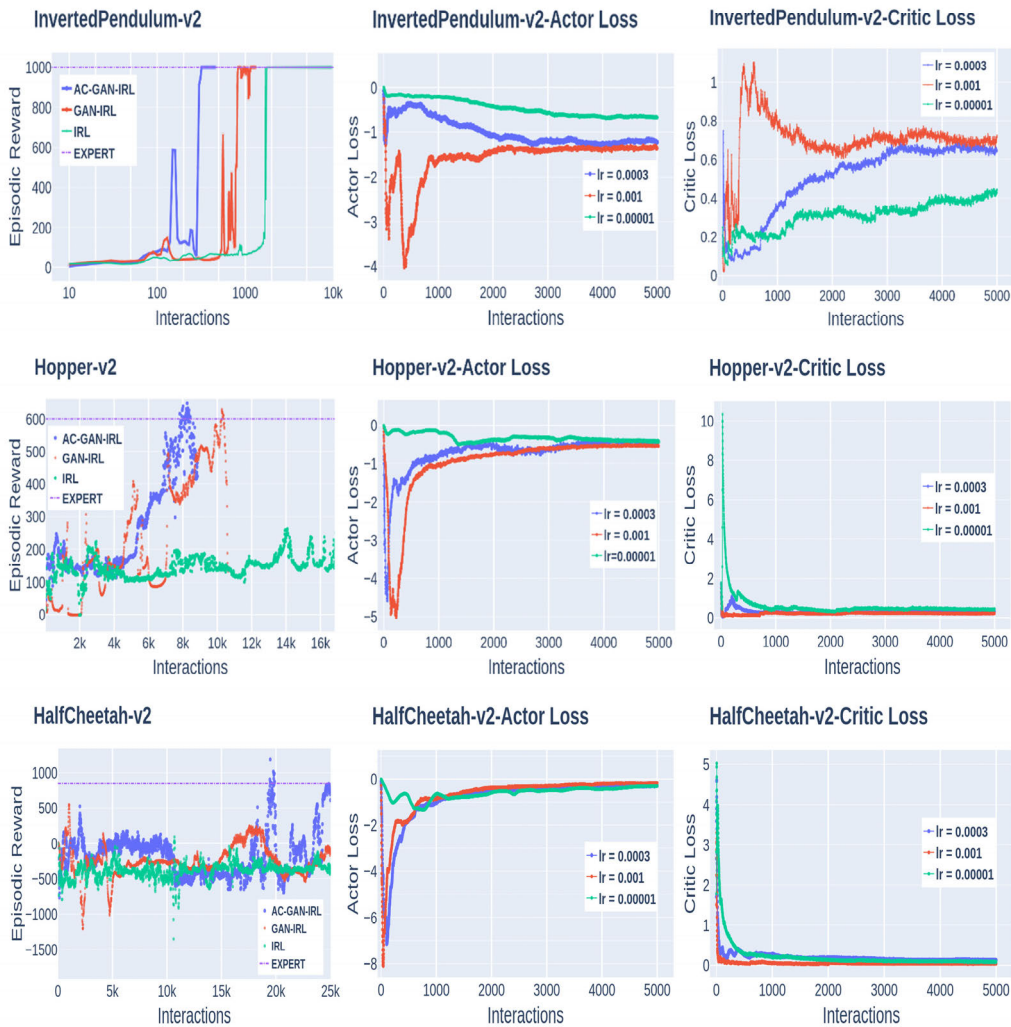 InvertedPendulum-v2
Episodic Reward
1000
800
600
400
200
0
AC-GAN-IRL
GAN-IRL
IRL
EXPERT
10 100 1000 10k
Interactions
InvertedPendulum-v2-Actor Loss
Actor Loss
0
−1
−2
−3
−4
lr = 0.0003
lr = 0.001
lr = 0.00001
0 1000 2000 3000 4000 5000
Interactions
InvertedPendulum-v2-Critic Loss
Critic Loss
1
0.8
0.6
0.4
0.2
0
lr = 0.0003
lr = 0.001
lr = 0.00001
0 1000 2000 3000 4000 5000
Interactions
Hopper-v2
Episodic Reward
600
500
400
300
200
100
0
AC-GAN-IRL
GAN-IRL
IRL
EXPERT
2k 4k 6k 8k 10k 12k 14k 16k
Interactions
Hopper-v2-Actor Loss
Actor Loss
0
−1
−2
−3
−4
−5
lr = 0.0003
lr = 0.001
lr=0.00001
0 1000 2000 3000 4000 5000
Interactions
Hopper-v2-Critic Loss
Critic Loss
10
8
6
4
2
0
lr = 0.0003
lr = 0.001
lr = 0.00001
0 1000 2000 3000 4000 5000
Interactions
HalfCheetah-v2
Episodic Reward
1000
500
0
−500
−1000
−1500
AC-GAN-IRL
GAN-IRL
IRL
EXPERT
0 5k 10k 15k 20k 25k
Interactions
HalfCheetah-v2-Actor Loss
Actor Loss
0
−2
−4
−6
−8
lr = 0.0003
lr = 0.001
lr = 0.00001
0 1000 2000 3000 4000 5000
Interactions
HalfCheetah-v2-Critic Loss
Critic Loss
5
4
3
2
1
0
lr = 0.0003
lr = 0.001
lr = 0.00001
0 1000 2000 3000 4000 5000
Interactions